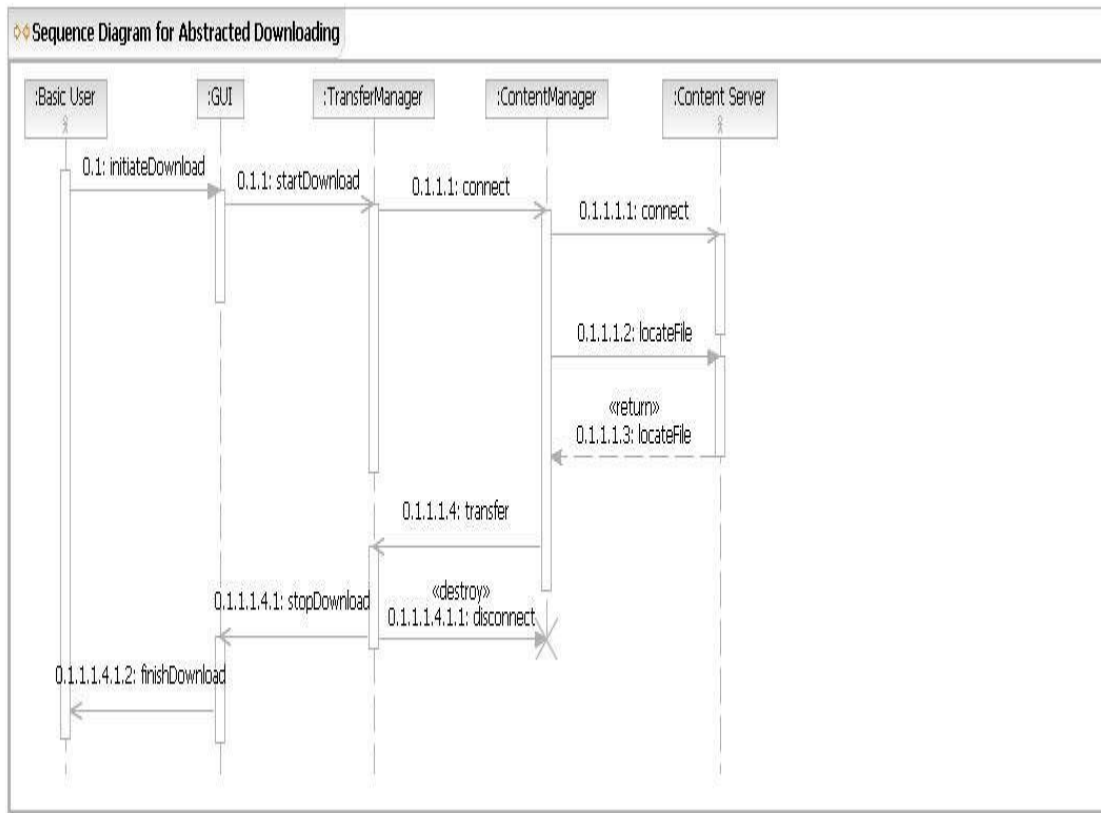 Sequence Diagram for Abstracted Downloading
:Basic User
:GUI
:TransferManager
:ContentManager
:Content Server
0.1: initiateDownload
0.1.1: startDownload
0.1.1.1: connect
0.1.1.1.1: connect
0.1.1.1.2: locateFile
«return»
0.1.1.1.3: locateFile
0.1.1.1.4: transfer
0.1.1.1.4.1: stopDownload
«destroy»
0.1.1.1.4.1.1: disconnect
0.1.1.1.4.1.2: finishDownload